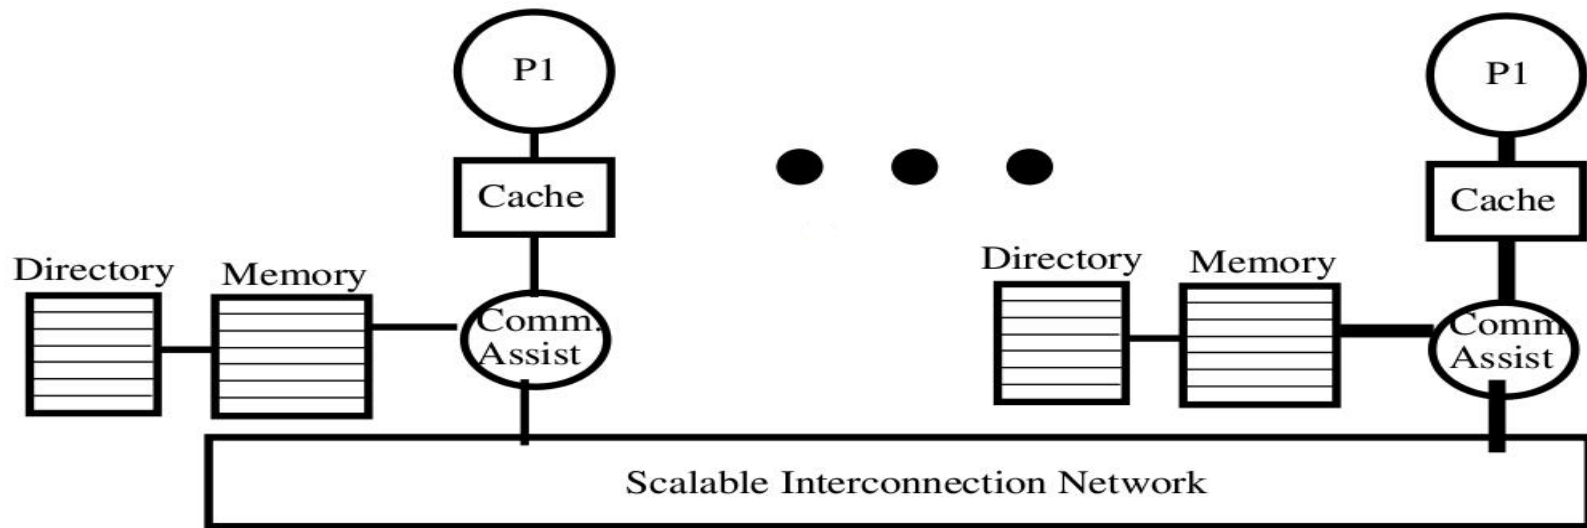 P1
P1
Cache
Cache
Directory
Memory
Directory
Memory
Comm.
Assist
Comm
Assist
Scalable Interconnection Network